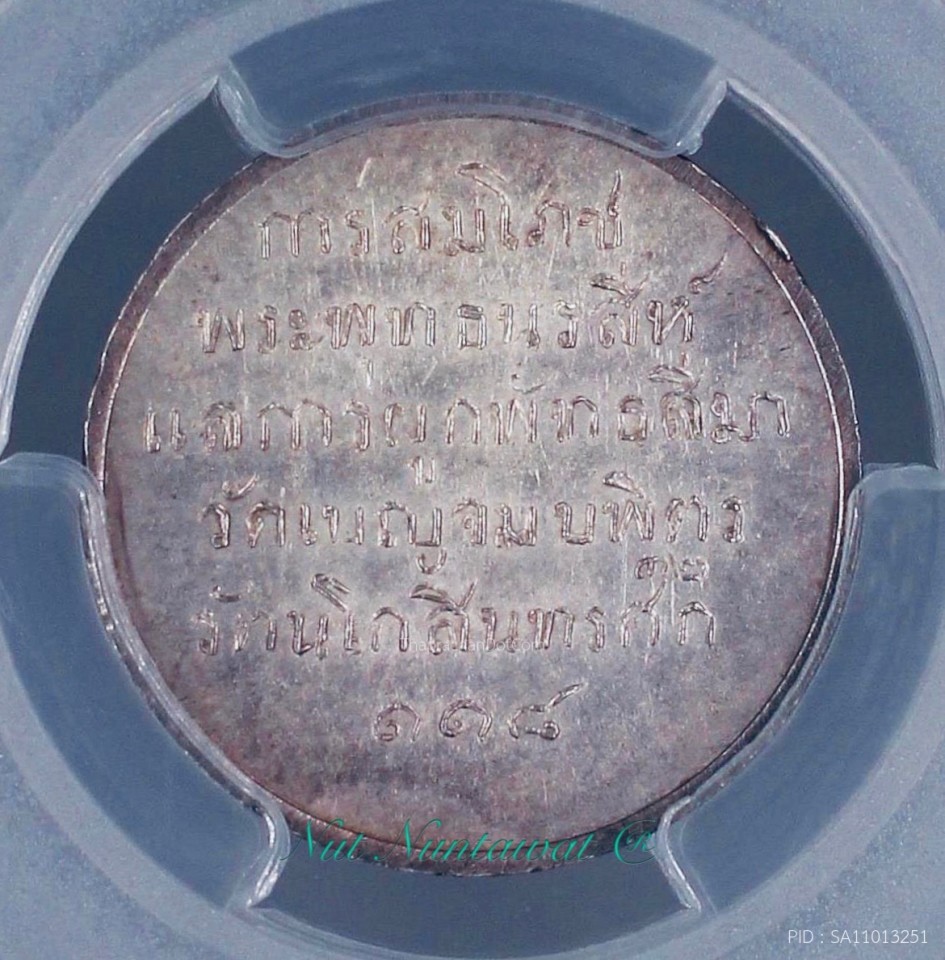 การสมโภช
พระพุทธนรสีห์
แลการผูกพัทธสีมา
วัดเบญจมบพิตร
รัตนโกสินทรศก
๑๑๘
Nut Nuntawat ®
PID : SA11013251